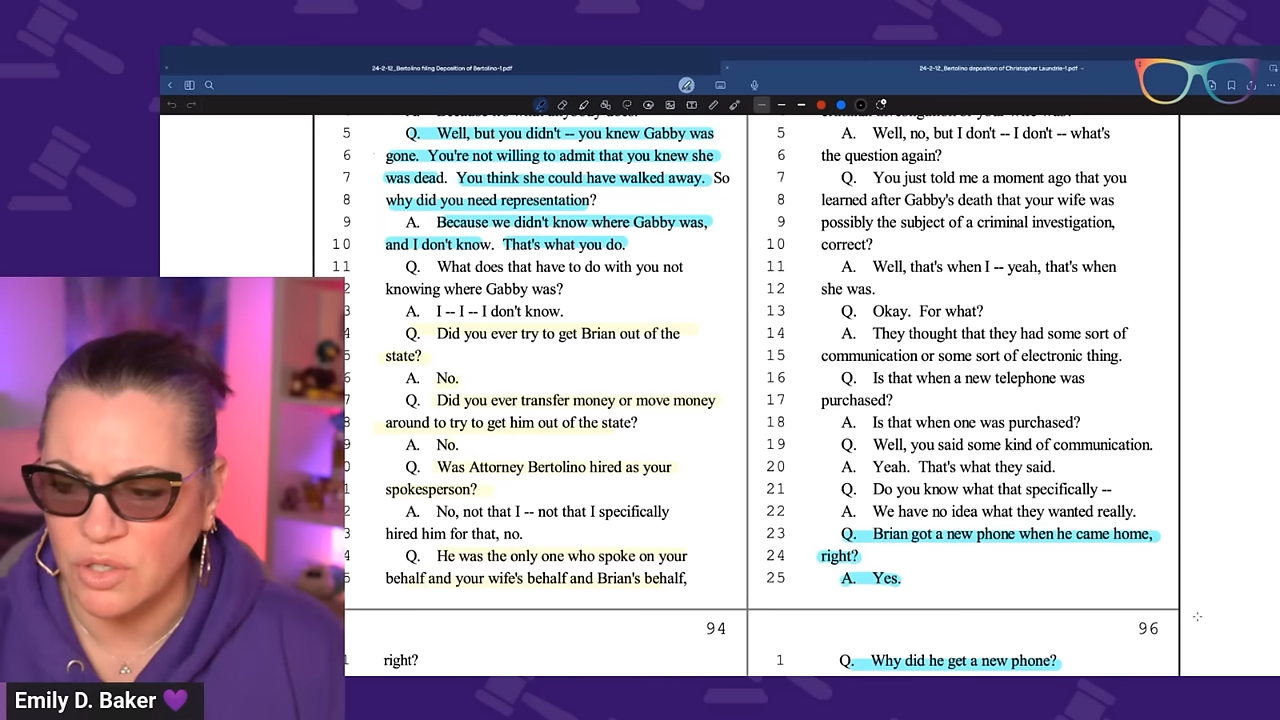 24-2-12_Bertolino filing Deposition of Bertolino-1.pdf
24-2-12_Bertolino deposition of Christopher Laundrie-1.pdf
5 Q. Well, but you didn't -- you knew Gabby was
6 gone. You're not willing to admit that you knew she
7 was dead. You think she could have walked away. So
8 why did you need representation?
9 A. Because we didn't know where Gabby was,
10 and I don't know. That's what you do.
11 Q. What does that have to do with you not
2 knowing where Gabby was?
3 A. I -- I -- I don't know.
4 Q. Did you ever try to get Brian out of the
5 state?
6 A. No.
7 Q. Did you ever transfer money or move money
8 around to try to get him out of the state?
9 A. No.
0 Q. Was Attorney Bertolino hired as your
1 spokesperson?
2 A. No, not that I -- not that I specifically
3 hired him for that, no.
4 Q. He was the only one who spoke on your
5 behalf and your wife's behalf and Brian's behalf,
94
1 right?
5 A. Well, no, but I don't -- I don't -- what's
6 the question again?
7 Q. You just told me a moment ago that you
8 learned after Gabby's death that your wife was
9 possibly the subject of a criminal investigation,
10 correct?
11 A. Well, that's when I -- yeah, that's when
12 she was.
13 Q. Okay. For what?
14 A. They thought that they had some sort of
15 communication or some sort of electronic thing.
16 Q. Is that when a new telephone was
17 purchased?
18 A. Is that when one was purchased?
19 Q. Well, you said some kind of communication.
20 A. Yeah. That's what they said.
21 Q. Do you know what that specifically --
22 A. We have no idea what they wanted really.
23 Q. Brian got a new phone when he came home,
24 right?
25 A. Yes.
96
1 Q. Why did he get a new phone?
Emily D. Baker 💜